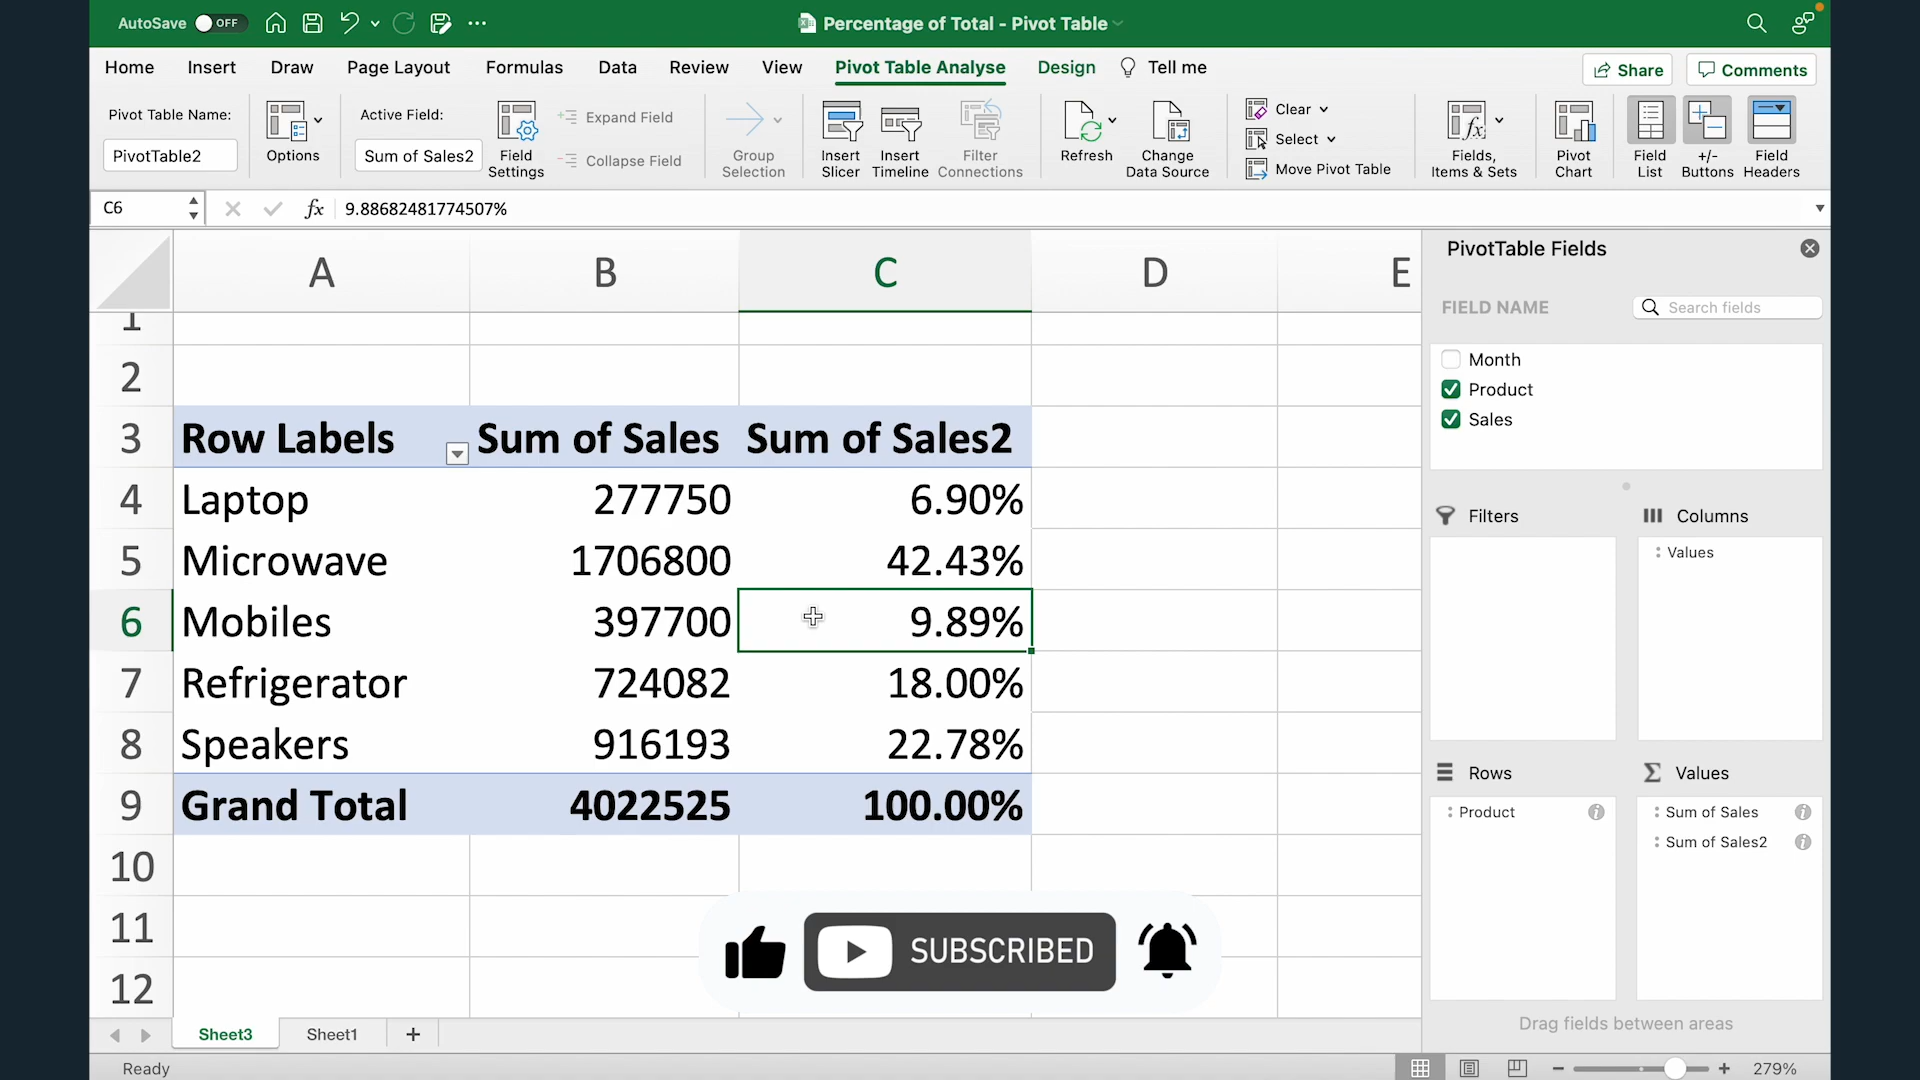 AutoSave OFF
Percentage of Total - Pivot Table
Home Insert Draw Page Layout Formulas Data Review View Pivot Table Analyse Design Tell me
Share Comments
Pivot Table Name:
PivotTable2
Options
Active Field:
Sum of Sales2
Field Settings
Expand Field
Collapse Field
Group Selection
Insert Slicer
Insert Timeline
Filter Connections
Refresh
Change Data Source
Clear
Select
Move Pivot Table
Fields, Items & Sets
Pivot Chart
Field List
+/- Buttons
Field Headers
C6 fx 9.88682481774507%
A B C D E
1
2
3 Row Labels Sum of Sales Sum of Sales2
4 Laptop 277750 6.90%
5 Microwave 1706800 42.43%
6 Mobiles 397700 9.89%
7 Refrigerator 724082 18.00%
8 Speakers 916193 22.78%
9 Grand Total 4022525 100.00%
10
11
12
SUBSCRIBED
PivotTable Fields
FIELD NAME Search fields
Month
Product
Sales
Filters Columns
Values
Rows Values
Product Sum of Sales
Sum of Sales2
Drag fields between areas
Sheet3 Sheet1 +
Ready
279%